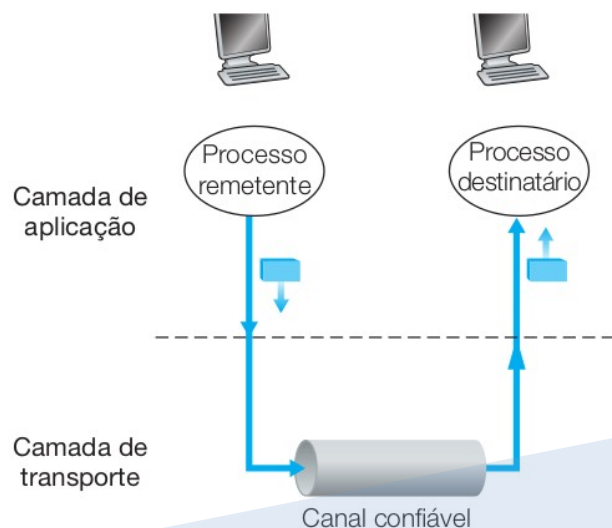 Processo
remetente
Processo
destinatário
Camada de
aplicação
Camada de
transporte
Canal confiável